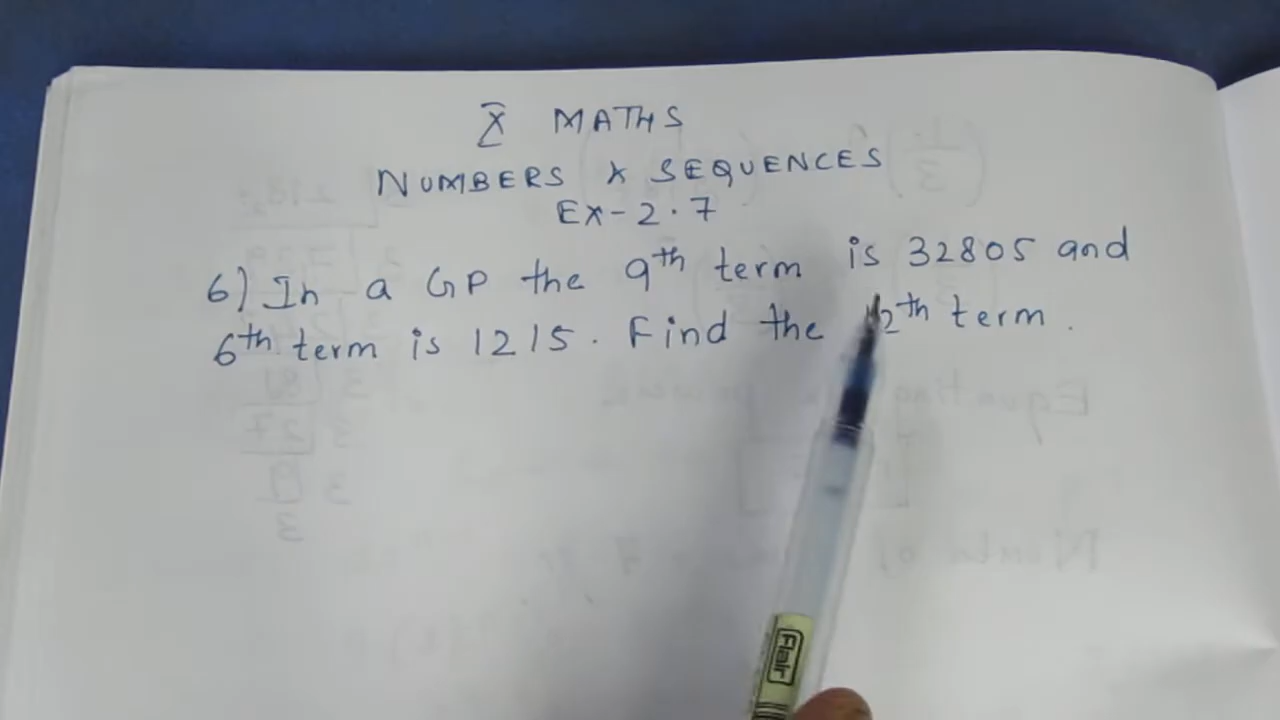 X MATHS
NUMBERS & SEQUENCES
Ex-2.7
6) In a GP the 9th term is 32805 and
6th term is 1215. Find the 12th term.
Flair